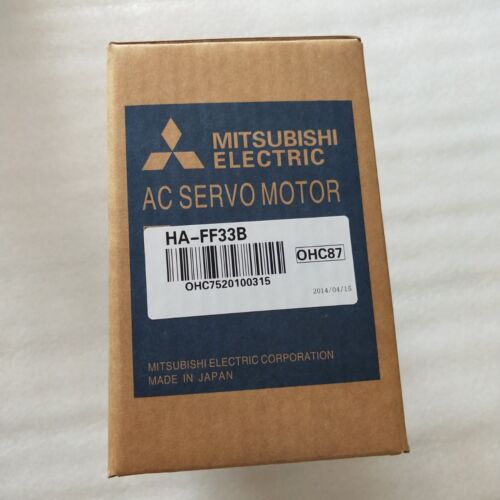 MITSUBISHI
ELECTRIC
AC SERVO MOTOR
HA-FF33B
OHC7520100315
OHC87
2014/04/15
MITSUBISHI ELECTRIC CORPORATION
MADE IN JAPAN